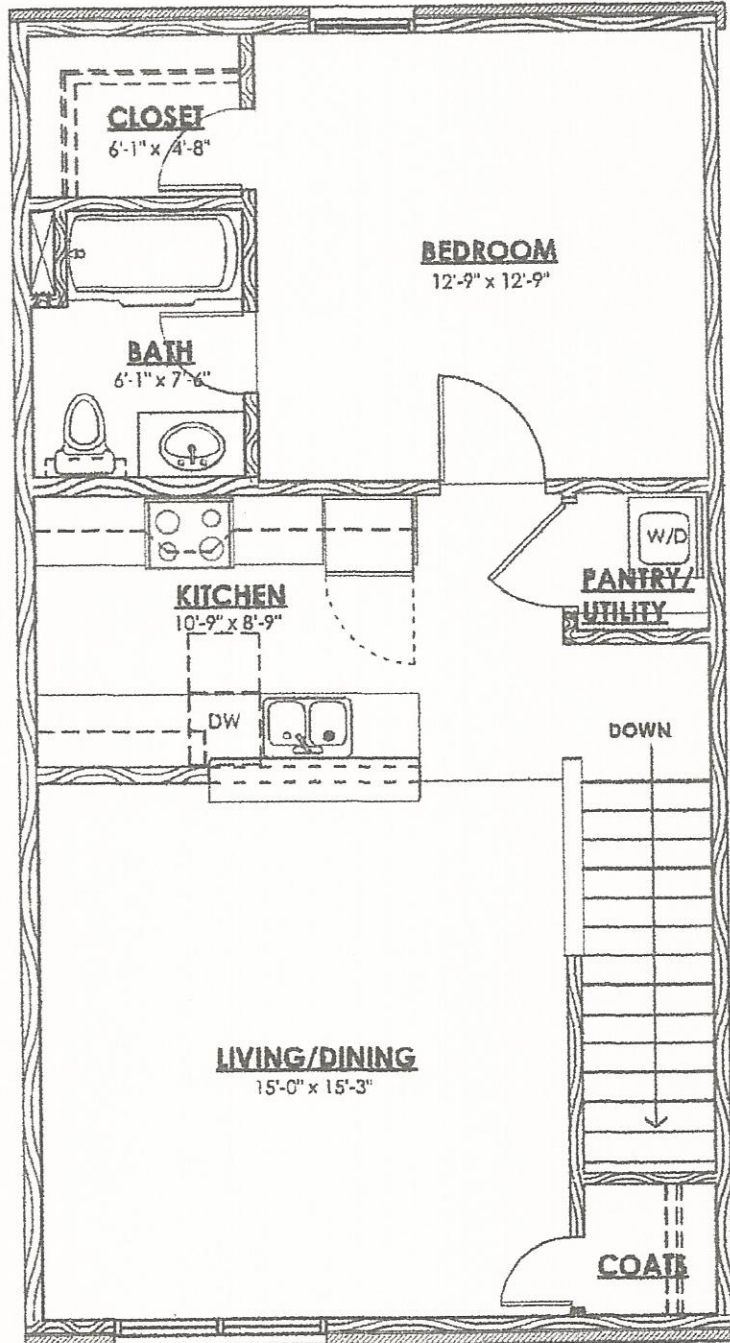 CLOSET
6'-1" x 4'-8"
BEDROOM
12'-9" x 12'-9"
BATH
6'-1" x 7'-6"
W/D
PANTRY/
UTILITY
KITCHEN
10'-9" x 8'-9"
DW
DOWN
LIVING/DINING
15'-0" x 15'-3"
COATS